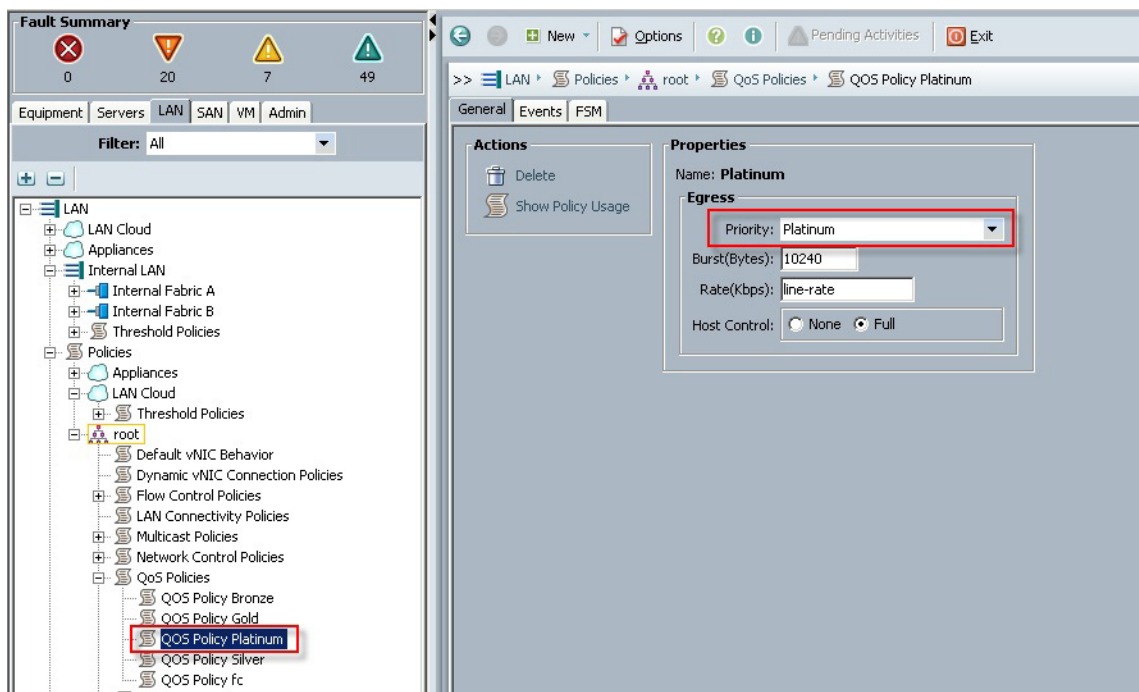 Fault Summary
0 20 7 49
Equipment Servers LAN SAN VM Admin
Filter: All
LAN
LAN Cloud
Appliances
Internal LAN
Internal Fabric A
Internal Fabric B
Threshold Policies
Policies
Appliances
LAN Cloud
Threshold Policies
root
Default vNIC Behavior
Dynamic vNIC Connection Policies
Flow Control Policies
LAN Connectivity Policies
Multicast Policies
Network Control Policies
QoS Policies
QOS Policy Bronze
QOS Policy Gold
QOS Policy Platinum
QOS Policy Silver
QOS Policy fc
New Options Pending Activities Exit
>> LAN Policies root QoS Policies QOS Policy Platinum
General Events FSM
Actions
Delete
Show Policy Usage
Properties
Name: Platinum
Egress
Priority: Platinum
Burst(Bytes): 10240
Rate(Kbps): line-rate
Host Control: None Full